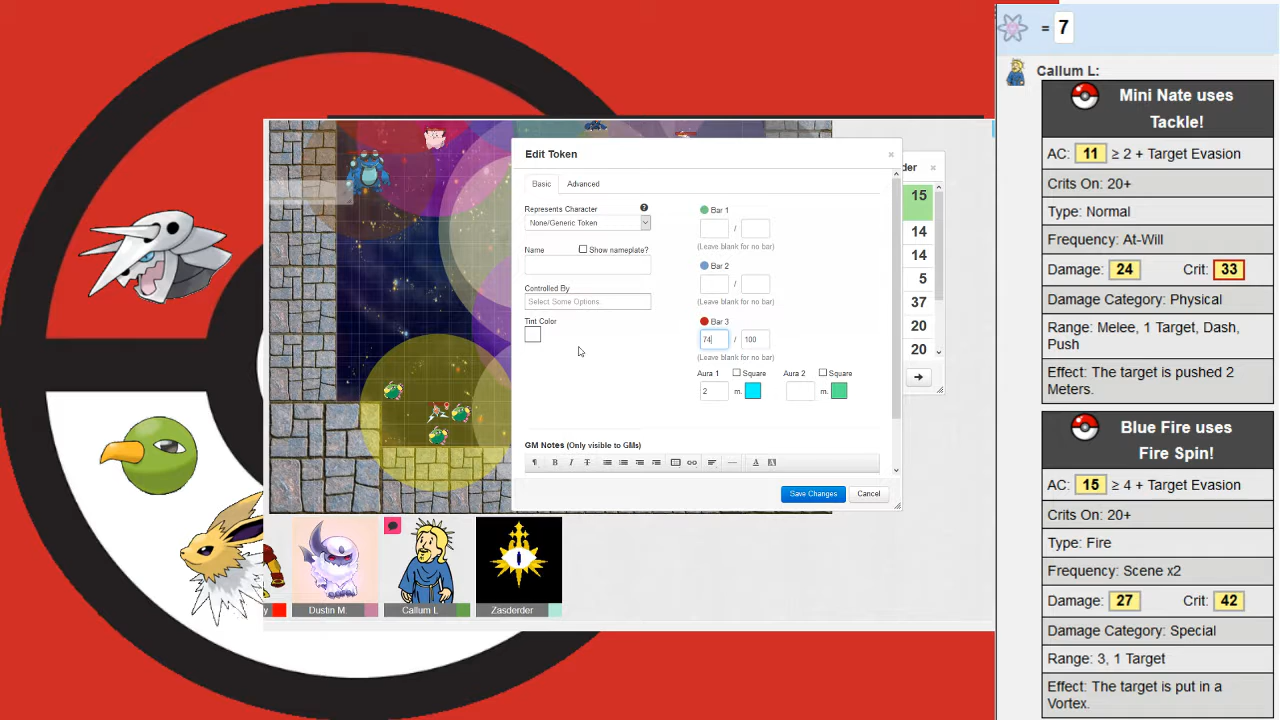 = 7
Callum L:
Mini Nate uses
Tackle!
AC: 11 ≥ 2 + Target Evasion
Crits On: 20+
Type: Normal
Frequency: At-Will
Damage: 24 Crit: 33
Damage Category: Physical
Range: Melee, 1 Target, Dash,
Push
Effect: The target is pushed 2
Meters.
Blue Fire uses
Fire Spin!
AC: 15 ≥ 4 + Target Evasion
Crits On: 20+
Type: Fire
Frequency: Scene x2
Damage: 27 Crit: 42
Damage Category: Special
Range: 3, 1 Target
Effect: The target is put in a
Vortex.
Edit Token
×
Basic Advanced
Represents Character ?
None/Generic Token
Name Show nameplate?
Controlled By
Select Some Options
Tint Color
Bar 1
/
(Leave blank for no bar)
Bar 2
/
(Leave blank for no bar)
Bar 3
74 / 100
(Leave blank for no bar)
Aura 1 Square Aura 2 Square
2 m. m.
GM Notes (Only visible to GMs)
¶ B I T A A
Save Changes Cancel
der ×
15
14
14
5
37
20
20
y
Dustin M.
Callum L
Zasderder